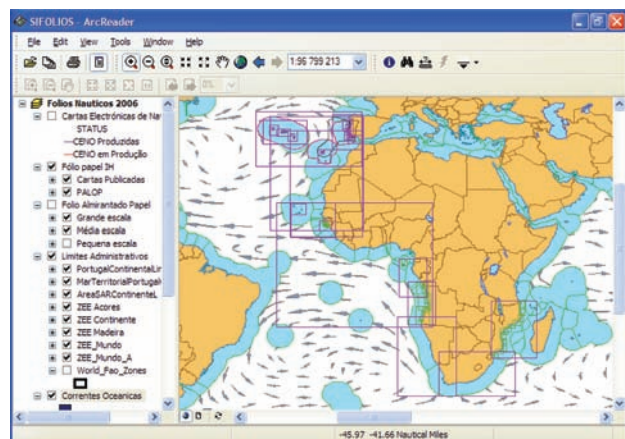 SIFOLIOS - ArcReader
File Edit View Tools Window Help
1:96 799 213
Folios Nauticos 2006
Cartas Electrónicas de Na
STATUS
CENO Produzidas
CENO em Produção
Fólio papel IH
Cartas Publicadas
PALOP
Folio Almirantado Papel
Grande escala
Média escala
Pequena escala
Limites Administrativos
PortugalContinentalLir
MarTerritorialPortugal
AreaSARContinenteL
ZEE Acores
ZEE Continente
ZEE Madeira
ZEE_Mundo
ZEE_Mundo_A
World_Fao_Zones
Correntes Oceanicas
-45.97 -41.66 Nautical Miles